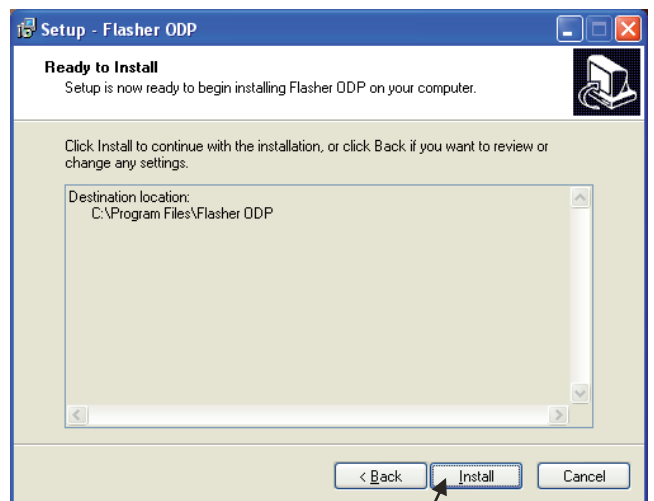 Setup - Flasher ODP
Ready to Install
Setup is now ready to begin installing Flasher ODP on your computer.
Click Install to continue with the installation, or click Back if you want to review or
change any settings.
Destination location:
C:\Program Files\Flasher ODP
< Back
Install
Cancel